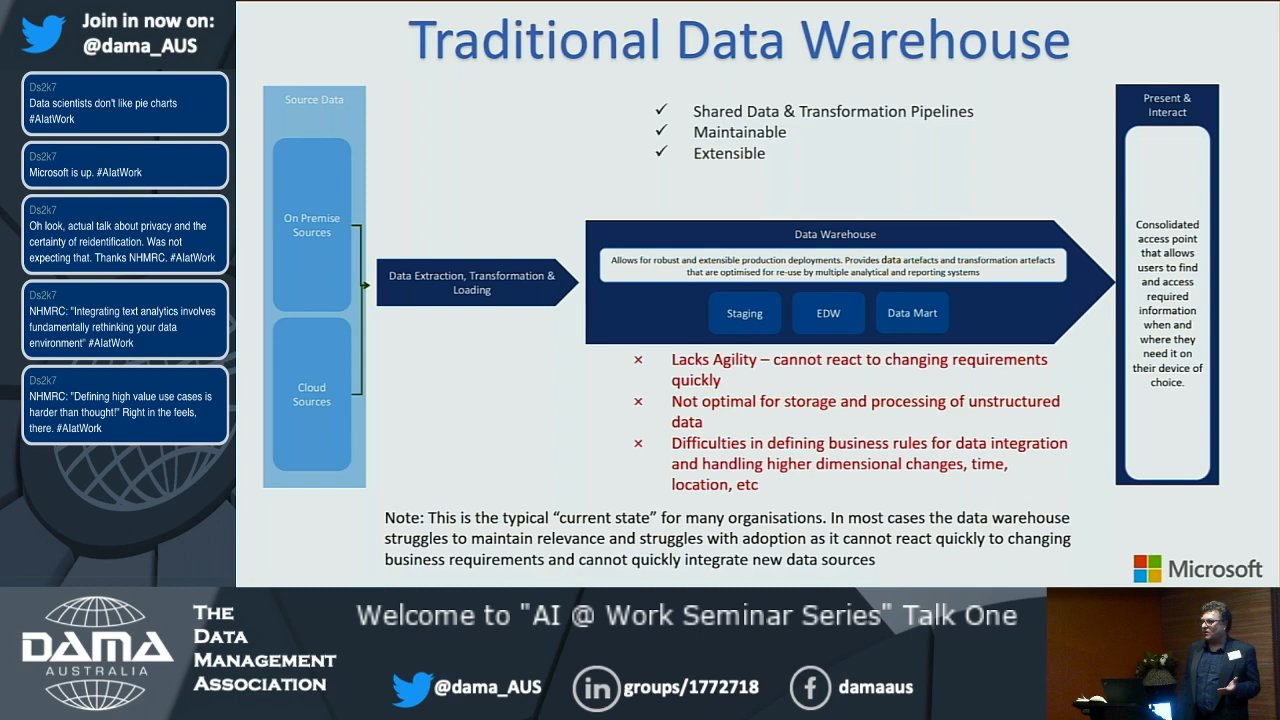 Join in now on:
@dama_AUS
Ds2k7
Data scientists don't like pie charts
#AIatWork
Ds2k7
Microsoft is up. #AIatWork
Ds2k7
Oh look, actual talk about privacy and the
certainty of reidentification. Was not
expecting that. Thanks NHMRC. #AIatWork
Ds2k7
NHMRC: "Integrating text analytics involves
fundamentally rethinking your data
environment" #AIatWork
Ds2k7
NHMRC: "Defining high value use cases is
harder than thought!" Right in the feels,
there. #AIatWork
Traditional Data Warehouse
Source Data
On Premise
Sources
Cloud
Sources
Data Extraction, Transformation &
Loading
✓ Shared Data & Transformation Pipelines
✓ Maintainable
✓ Extensible
Data Warehouse
Allows for robust and extensible production deployments. Provides data artefacts and transformation artefacts
that are optimised for re-use by multiple analytical and reporting systems
Staging
EDW
Data Mart
× Lacks Agility – cannot react to changing requirements
quickly
× Not optimal for storage and processing of unstructured
data
× Difficulties in defining business rules for data integration
and handling higher dimensional changes, time,
location, etc
Present &
Interact
Consolidated
access point
that allows
users to find
and access
required
information
when and
where they
need it on
their device of
choice.
Note: This is the typical “current state” for many organisations. In most cases the data warehouse
struggles to maintain relevance and struggles with adoption as it cannot react quickly to changing
business requirements and cannot quickly integrate new data sources
Microsoft
DAMA
AUSTRALIA
THE
DATA
MANAGEMENT
ASSOCIATION
Welcome to "AI @ Work Seminar Series" Talk One
@dama_AUS
in groups/1772718
f damaaus